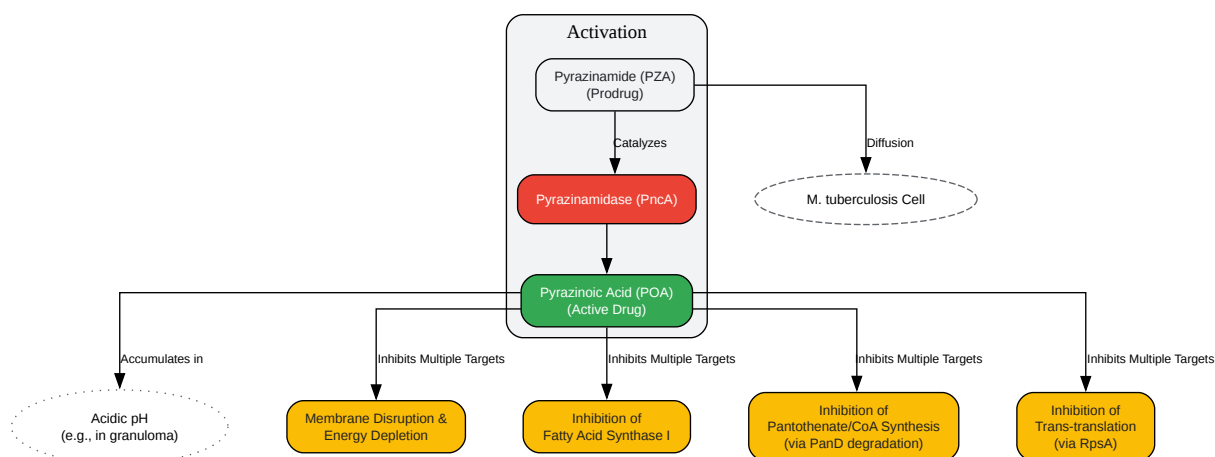 Activation
Pyrazinamide (PZA)
(Prodrug)
Catalyzes
Diffusion
Pyrazinamidase (PncA)
M. tuberculosis Cell
Pyrazinoic Acid (POA)
(Active Drug)
Accumulates in
Inhibits Multiple Targets
Inhibits Multiple Targets
Inhibits Multiple Targets
Inhibits Multiple Targets
Acidic pH
(e.g., in granuloma)
Membrane Disruption &
Energy Depletion
Inhibition of
Fatty Acid Synthase I
Inhibition of
Pantothenate/CoA Synthesis
(via PanD degradation)
Inhibition of
Trans-translation
(via RpsA)